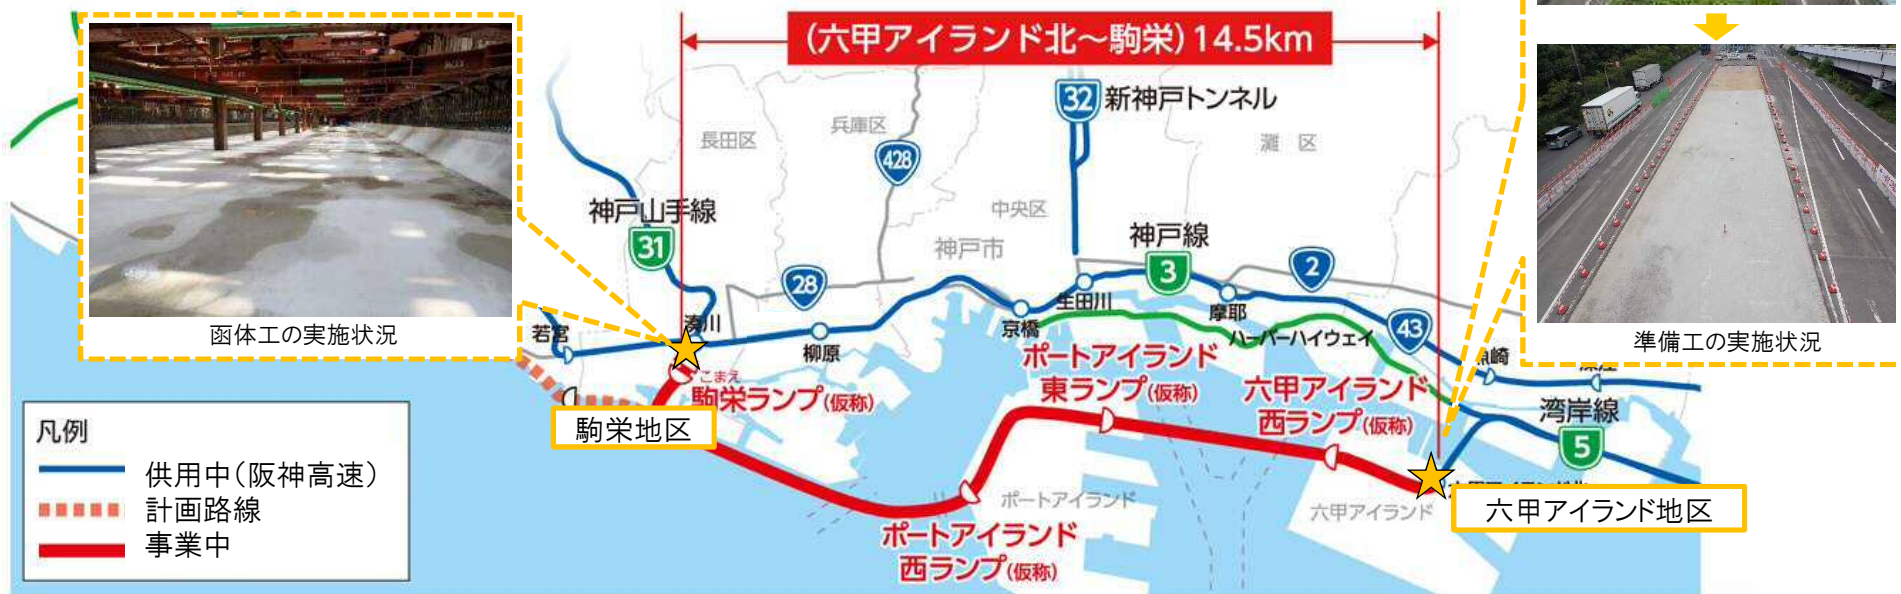 (六甲アイランド北～駒栄)14.5km
32 新神戸トンネル
長田区
兵庫区
灘 区
428
神戸山手線
31
中央区
神戸市
神戸線
3
2
28
生田川
摩耶
若宮
湊川
柳原
京橋
ハーバーハイウェイ
43
函体工の実施状況
準備工の実施状況
こまえ
駒栄ランプ(仮称)
ポートアイランド
東ランプ(仮称)
六甲アイランド
西ランプ(仮称)
湾岸線
5
駒栄地区
凡例
供用中(阪神高速)
計画路線
事業中
ポートアイランド
六甲アイランド
六甲アイランド地区
ポートアイランド
西ランプ(仮称)